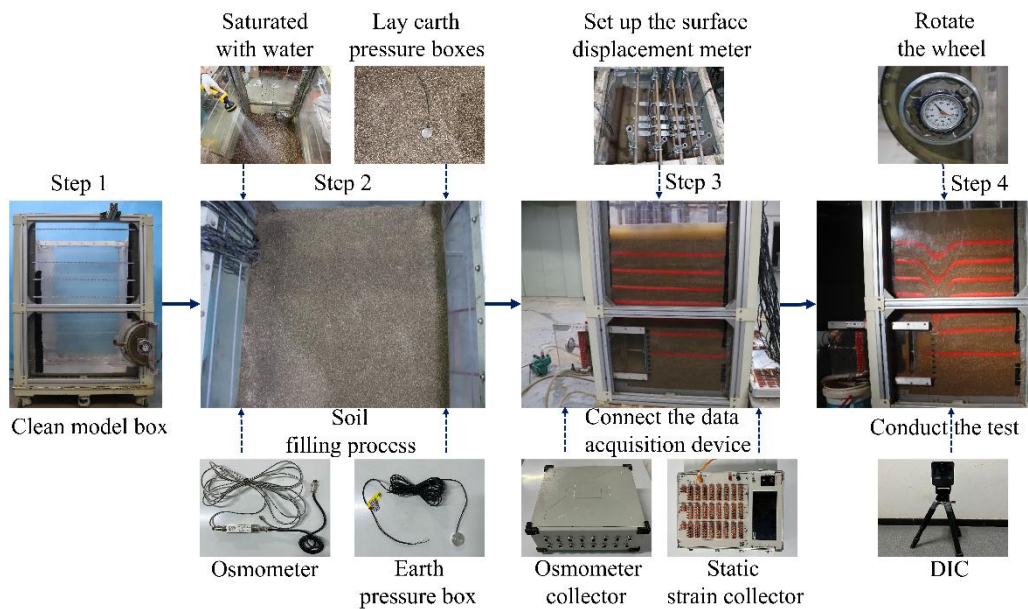 Saturated
with water
Lay carth
pressure boxes
Set up the surface
displacement meter
Rotate
the wheel
Step 1
Step 2
Step 3
Step 4
Clean model box
Soil
filling proccss
Connect the data
acquisition device
Conduct the test
Osmometer
Earth
pressure box
Osmometer
collector
Static
strain collector
DIC